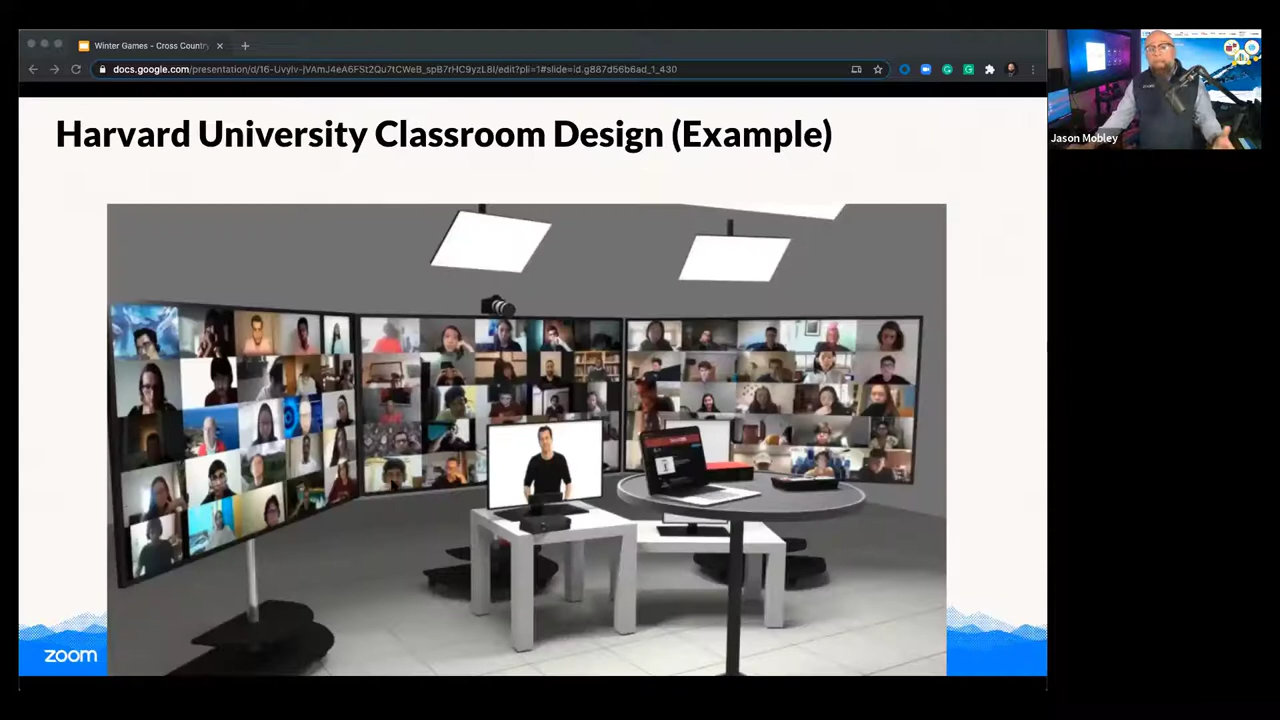 Winter Games - Cross Country
docs.google.com/presentation/d/16-UvyIv-jVAmJ4eA6FSt2Qu7tCWeB_spB7rHC9yzL8I/edit?pli=1#slide=id.g887d56b6ad_1_430
Jason Mobley
Harvard University Classroom Design (Example)
zoom